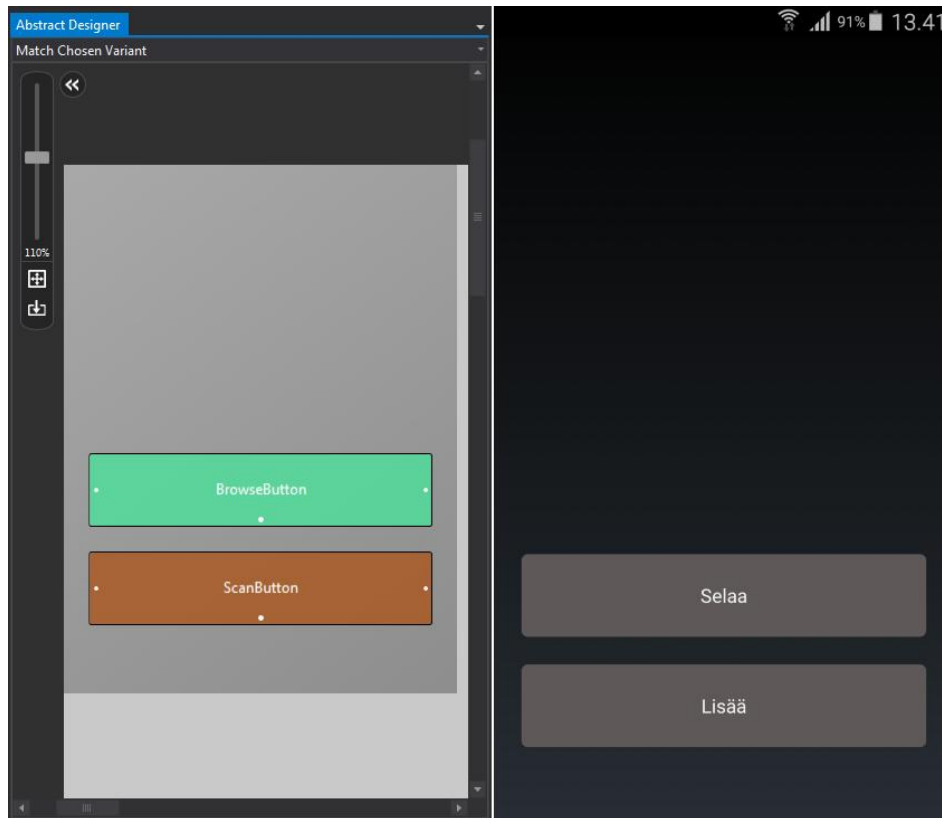 Abstract Designer
Match Chosen Variant
110%
BrowseButton
ScanButton
91% 13.41
Selaa
Lisää